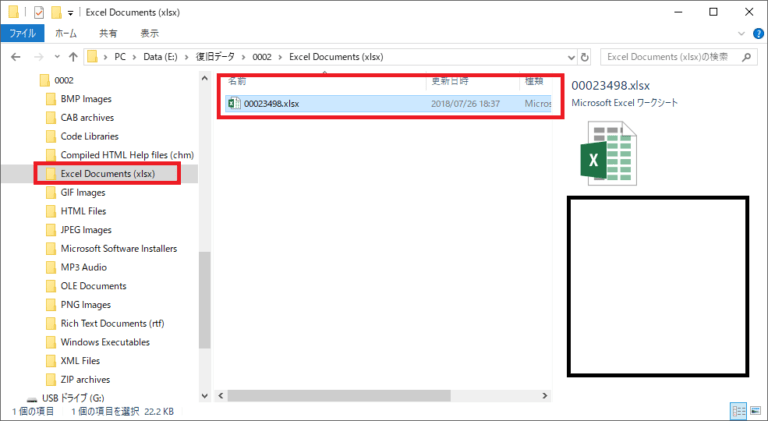 Excel Documents (xlsx)
ファイル ホーム 共有 表示
PC › Data (E:) › 復旧データ › 0002 › Excel Documents (xlsx)
Excel Documents (xlsx)の検索
0002
BMP Images
CAB archives
Code Libraries
Compiled HTML Help files (chm)
Excel Documents (xlsx)
GIF Images
HTML Files
JPEG Images
Microsoft Software Installers
MP3 Audio
OLE Documents
PNG Images
Rich Text Documents (rtf)
Windows Executables
XML Files
ZIP archives
USB ドライブ (G:)
名前 更新日時 種類
00023498.xlsx 2018/07/26 18:37 Micros
00023498.xlsx
Microsoft Excel ワークシート
X
1 個の項目 1 個の項目を選択 22.2 KB